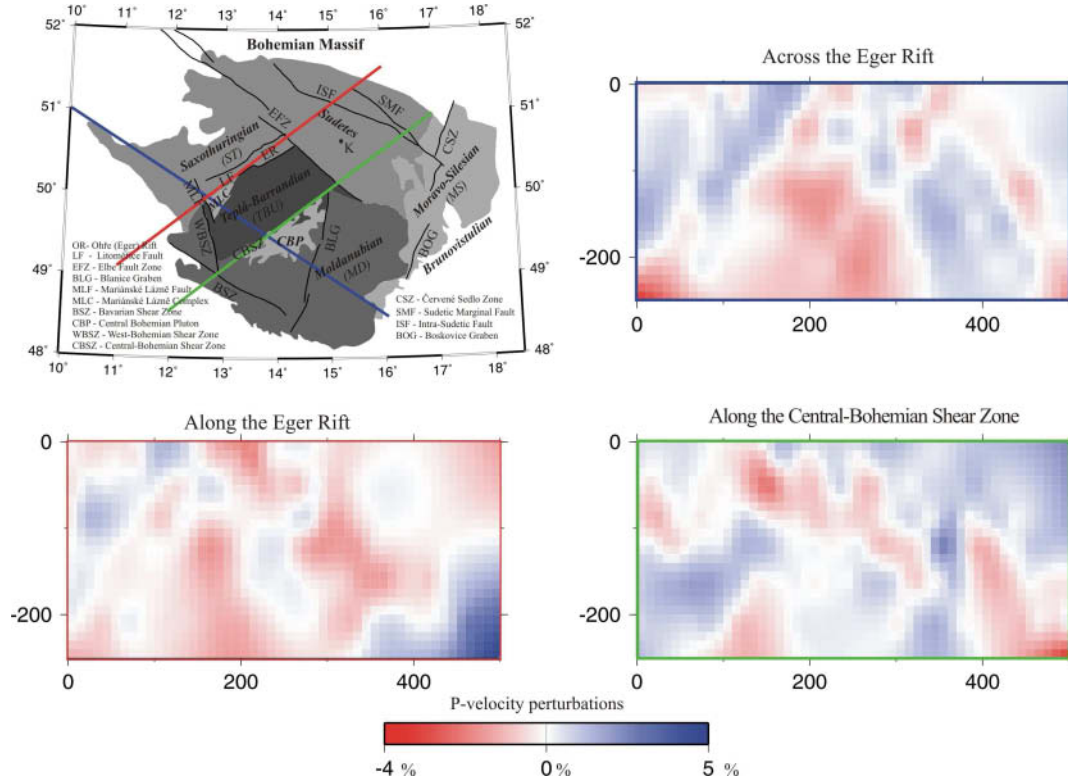 10˚ 11˚ 12˚ 13˚ 14˚ 15˚ 16˚ 17˚
52˚
51˚
50˚
49˚
48˚
52˚
51˚
50˚
49˚
48˚
10˚ 11˚ 12˚ 13˚ 14˚ 15˚ 16˚ 17˚ 18˚
Bohemian Massif
ISF
SMF
EFZ
Sudetes
K
CSZ
Saxothuringian
(ST)
ER
LF
MLF
MLC
Teplá-Barrandian
(TBU)
Moravo-Silesian
(MS)
WBSZ
CBSZ
CBP
BLG
Moldanubian
(MD)
BOG
Brunovistulian
BSZ
OR- Ohře (Eger) Rift
LF - Litoměřice Fault
EFZ - Elbe Fault Zone
BLG - Blanice Graben
MLF - Mariánské Lázně Fault
MLC - Mariánské Lázně Complex
BSZ - Bavarian Shear Zone
CBP - Central Bohemian Pluton
WBSZ - West-Bohemian Shear Zone
CBSZ - Central-Bohemian Shear Zone
CSZ - Červené Sedlo Zone
SMF - Sudetic Marginal Fault
ISF - Intra-Sudetic Fault
BOG - Boskovice Graben
Across the Eger Rift
0
-200
0 200 400
Along the Eger Rift
0
-200
0 200 400
Along the Central-Bohemian Shear Zone
0
-200
0 200 400
P-velocity perturbations
-4 % 0 % 5 %